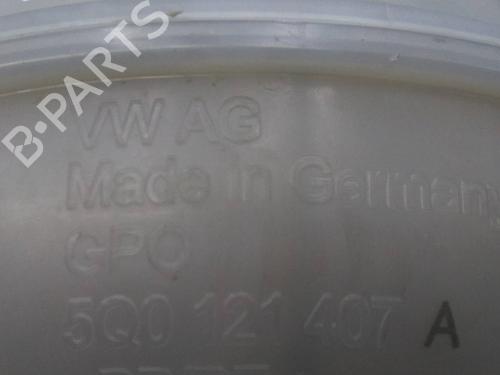 B-PARTS
VW AG
Made in Germany
GPO
5Q0 121 407 A